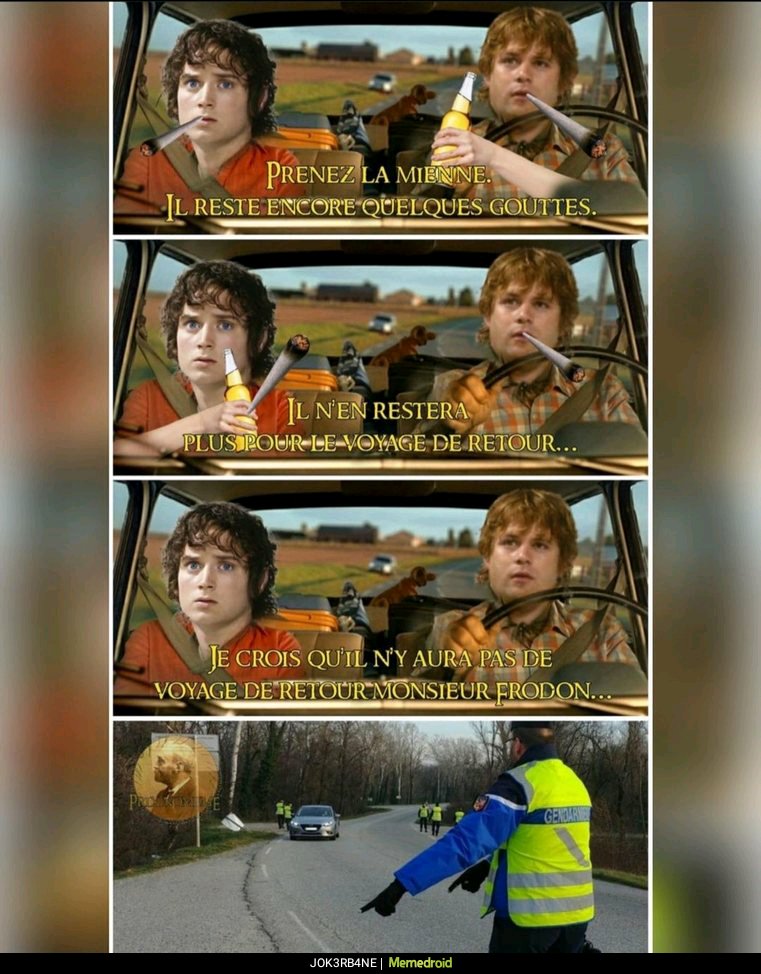 PRENEZ LA MIENNE.
IL RESTE ENCORE QUELQUES GOUTTES.
IL N'EN RESTERA
PLUS POUR LE VOYAGE DE RETOUR...
JE CROIS QU'IL N'Y AURA PAS DE
VOYAGE DE RETOUR MONSIEUR FRODON...
JOK3RB4NE | Memedroid